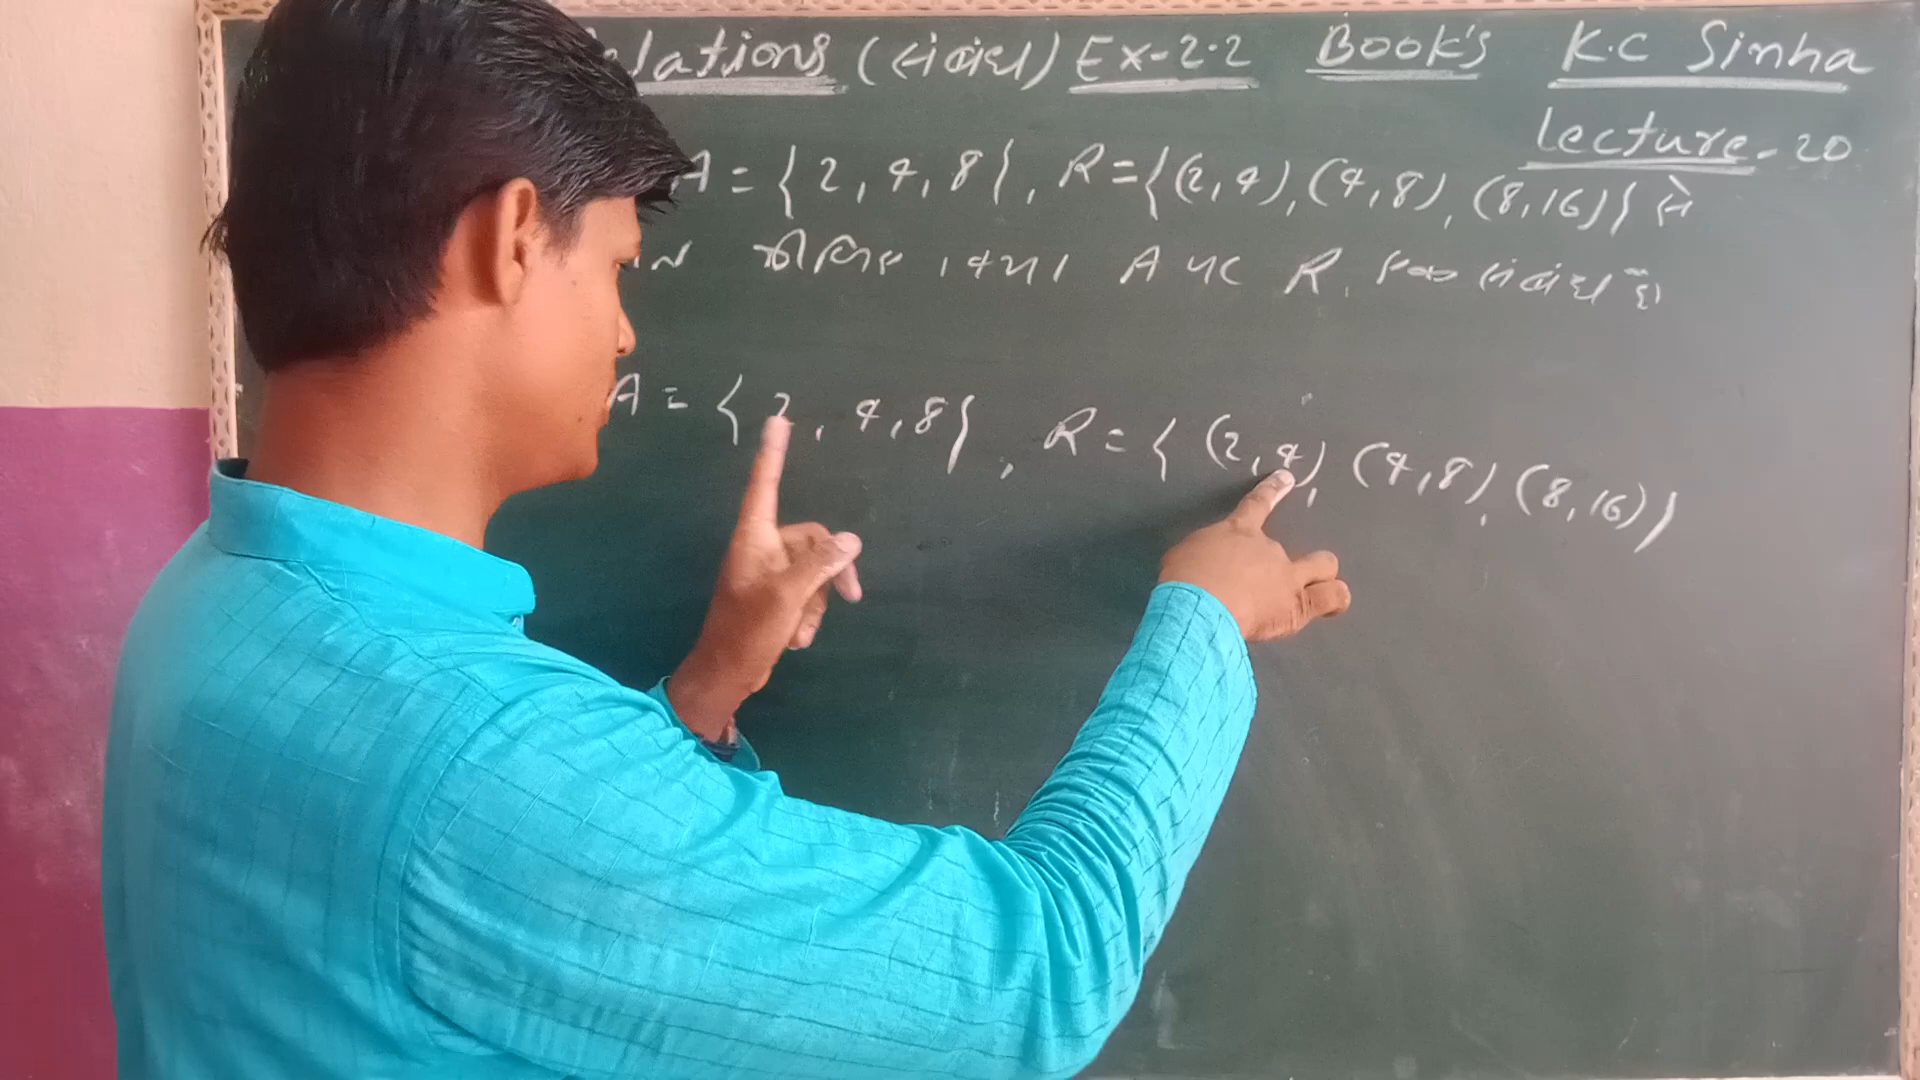 lations (संबंध) Ex-2.2 Book's K.C Sinha
Lecture-20
A = {2, 4, 8}, R = {(2, 4), (4, 8), (8, 16)} से
A पर R, एक संबंध है
A = {2, 4, 8}, R = { (2, 4), (4, 8), (8, 16)}